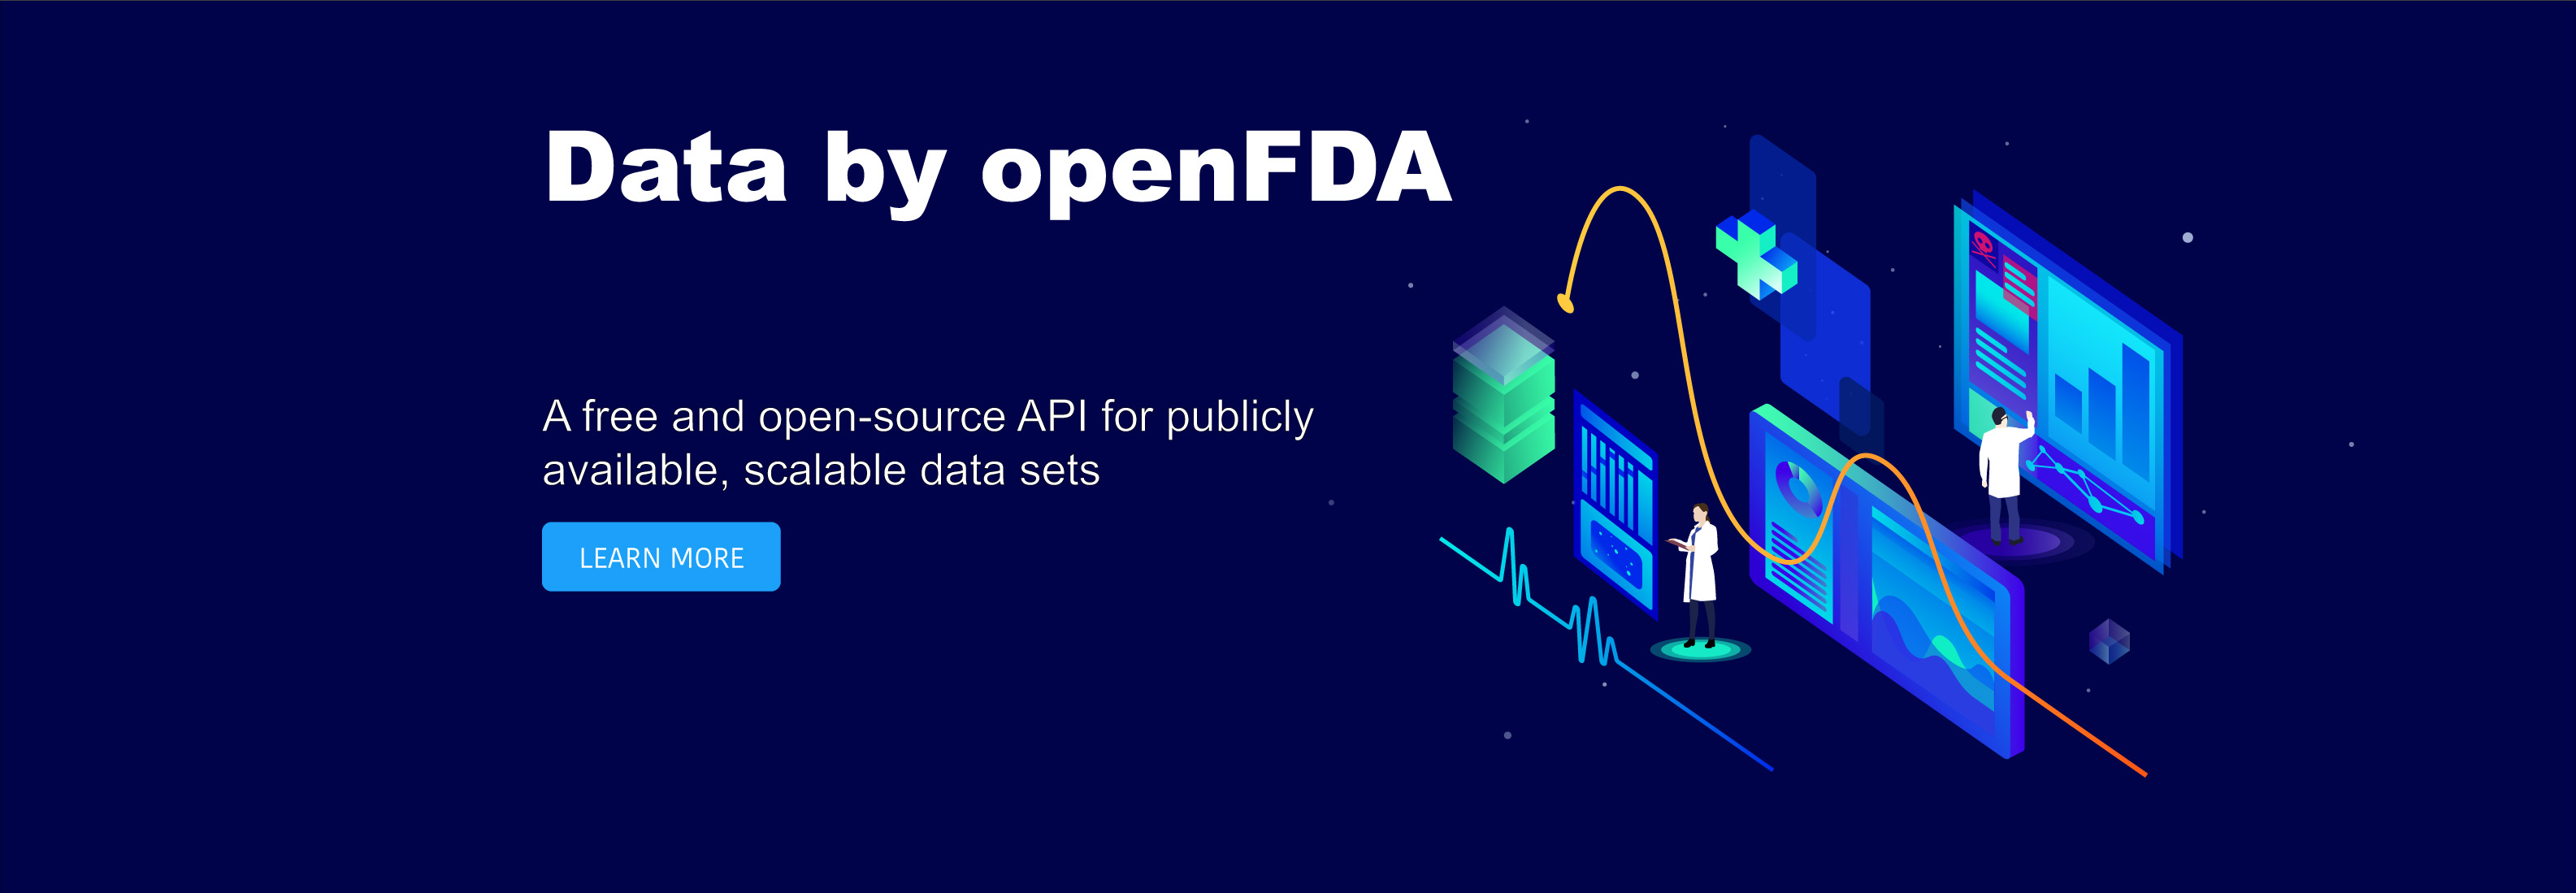 Data by openFDA
A free and open-source API for publicly
available, scalable data sets
LEARN MORE